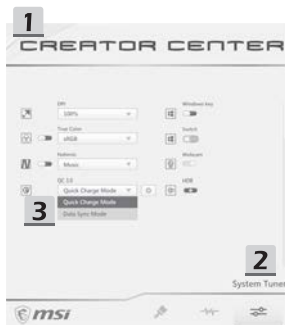 1
CREATOR CENTER
DPI
100%
Windows key
True Color
sRGB
Switch
Nahimic
Music
Webcam
QC 3.0
Quick Charge Mode
HDR
Quick Charge Mode
Data Sync Mode
3
2
System Tuner
msi